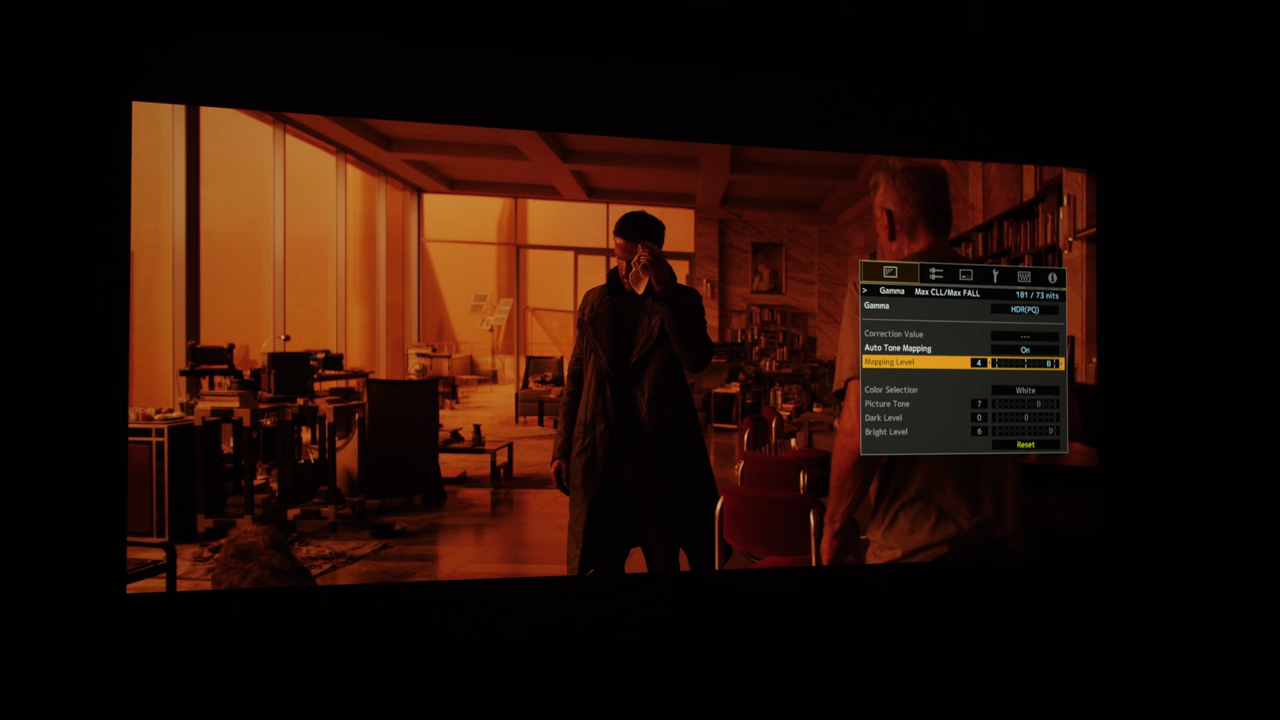 > Gamma Max CLL/Max FALL 181 / 73 nits
Gamma HDR(PQ)
Correction Value ---
Auto Tone Mapping On
Mapping Level 4
Color Selection White
Picture Tone 7
Dark Level 0
Bright Level 6
Reset